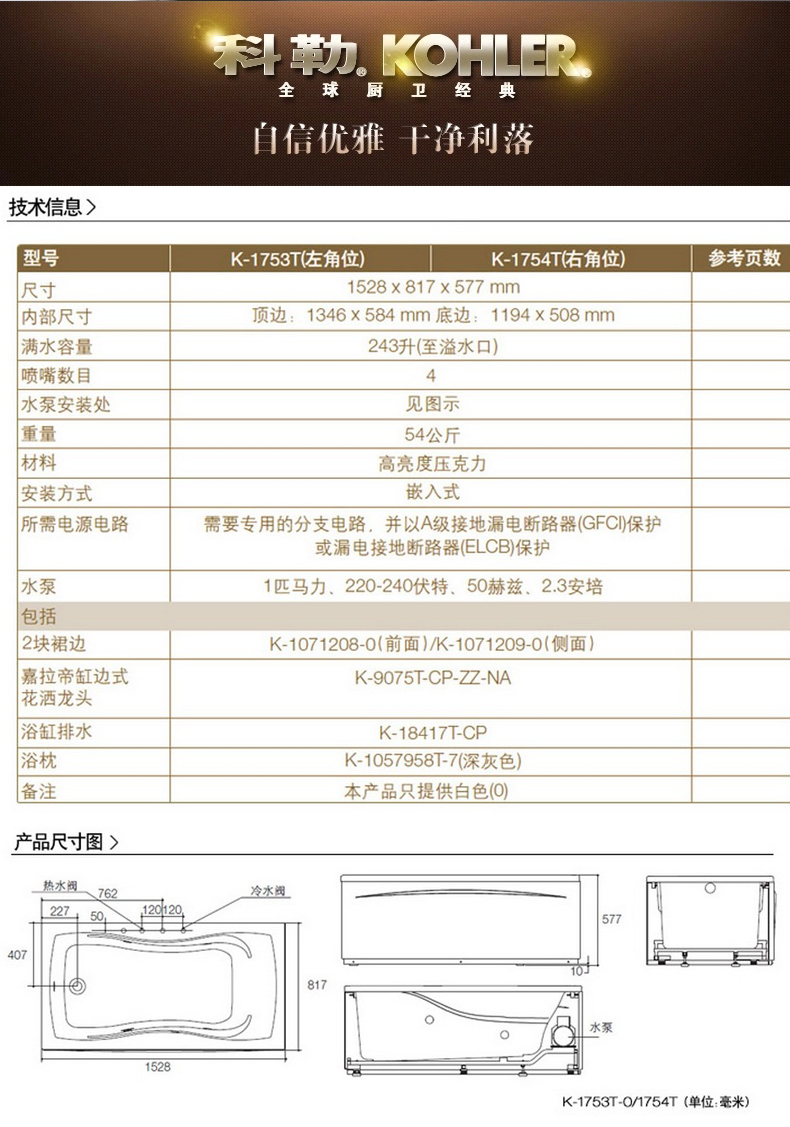 科勒® KOHLER®
全球厨卫经典
自信优雅 干净利落
技术信息>
型号 K-1753T(左角位) K-1754T(右角位) 参考页数
尺寸 1528 x 817 x 577 mm
内部尺寸 顶边：1346 x 584 mm 底边：1194 x 508 mm
满水容量 243升(至溢水口)
喷嘴数目 4
水泵安装处 见图示
重量 54公斤
材料 高亮度压克力
安装方式 嵌入式
所需电源电路 需要专用的分支电路，并以A级接地漏电断路器(GFCI)保护
或漏电接地断路器(ELCB)保护
水泵 1匹马力、220-240伏特、50赫兹、2.3安培
包括
2块裙边 K-1071208-0(前面)/K-1071209-0(侧面)
嘉拉帝缸边式 K-9075T-CP-ZZ-NA
花洒龙头
浴缸排水 K-18417T-CP
浴枕 K-1057958T-7(深灰色)
备注 本产品只提供白色(0)
产品尺寸图 >
热水阀 762 冷水阀
227 50 120 120
407
817
1528
577
10
水泵
K-1753T-0/1754T (单位:毫米)